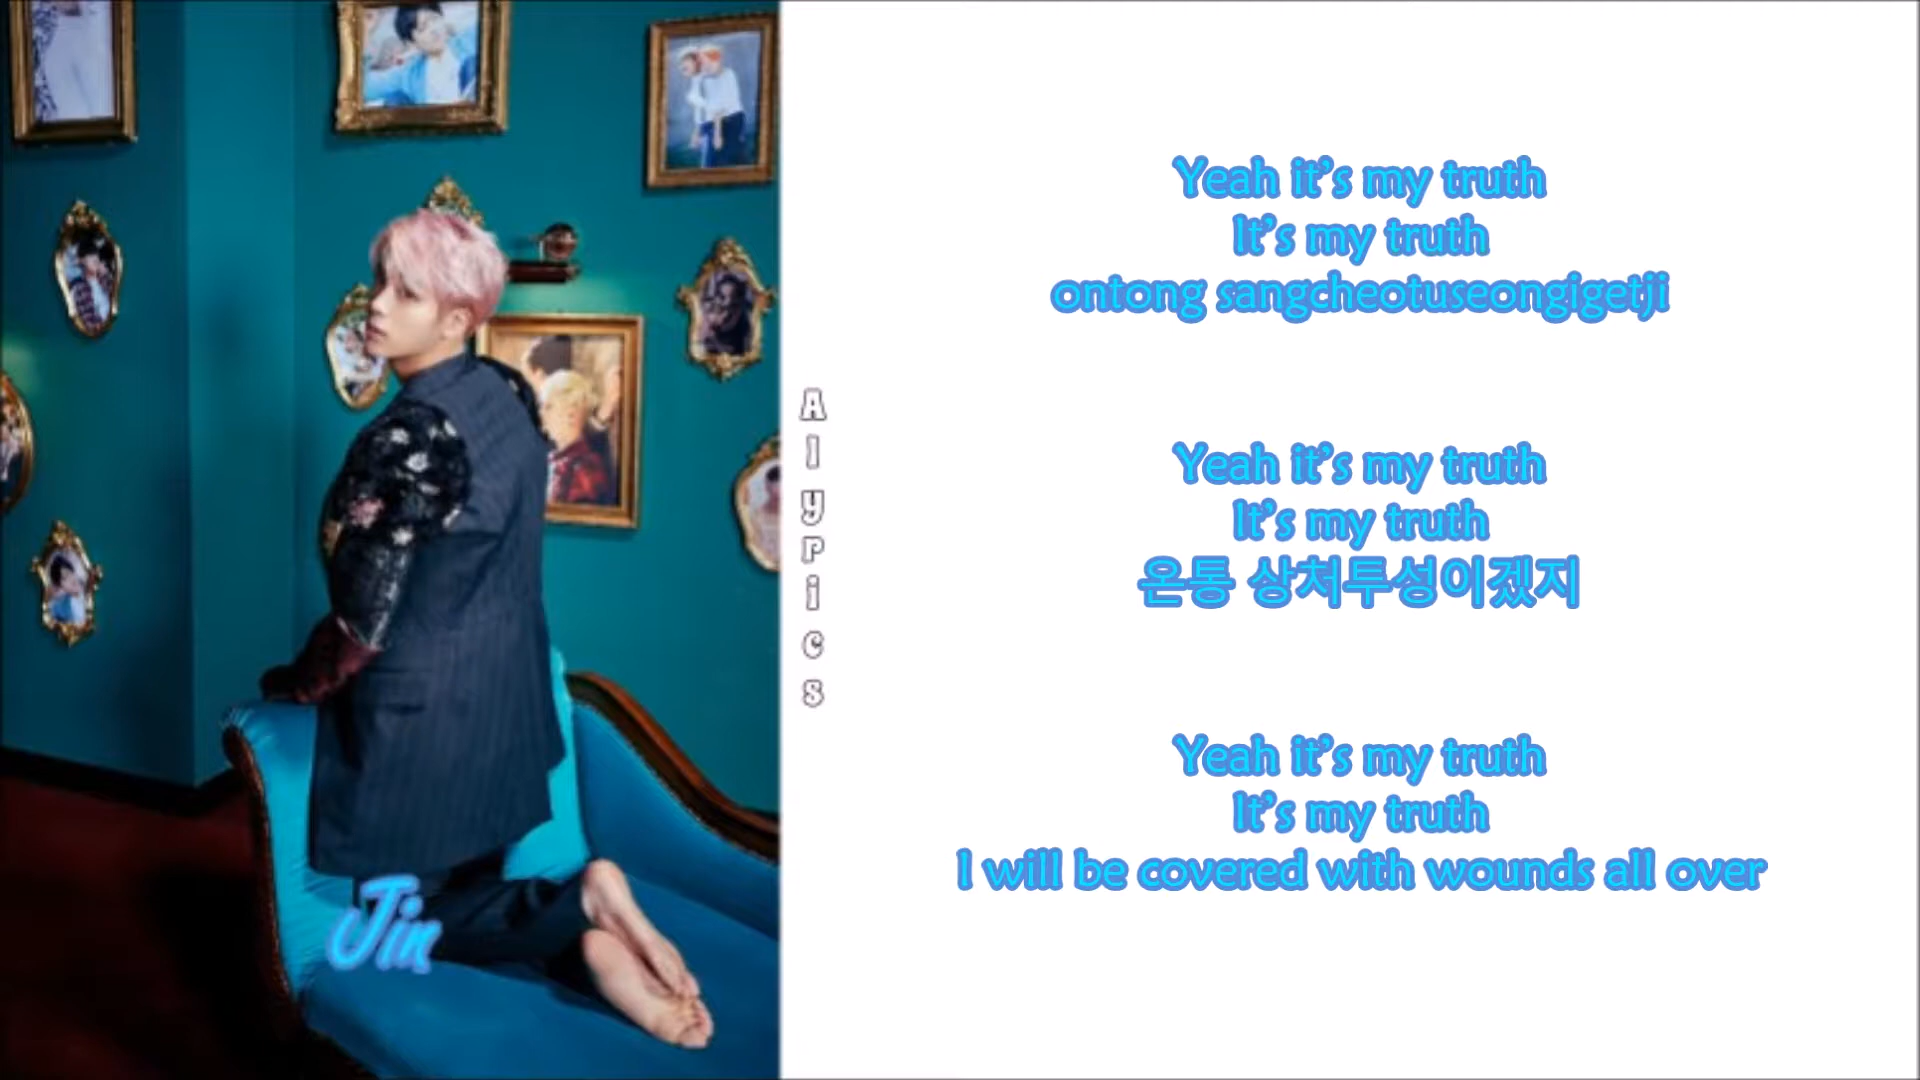 Yeah it's my truth
It's my truth
ontong sangcheotuseongigetji
Yeah it's my truth
It's my truth
온통 상처투성이겠지
Yeah it's my truth
It's my truth
I will be covered with wounds all over
Alyrics
Jin